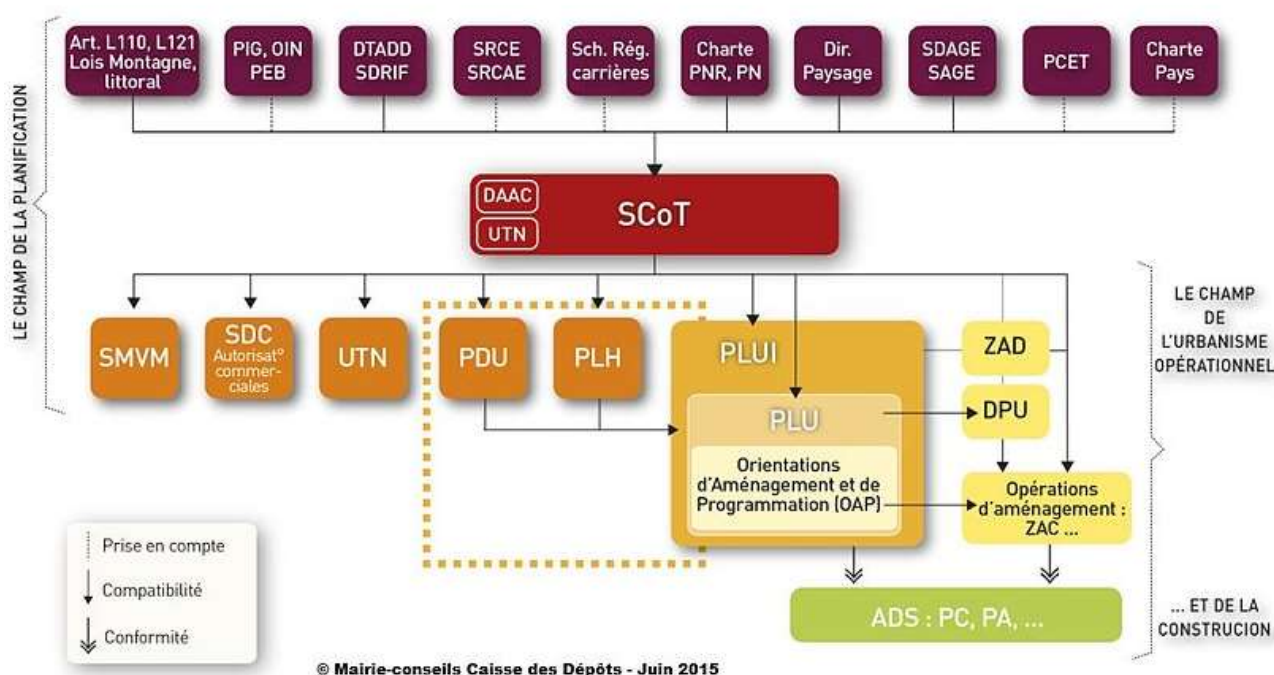 LE CHAMP DE LA PLANIFICATION
Art. L110, L121
Lois Montagne,
littoral
PIG, OIN
PEB
DTADD
SDRIF
SRCE
SRCAE
Sch. Rég.
carrières
Charte
PNR, PN
Dir.
Paysage
SDAGE
SAGE
PCET
Charte
Pays
DAAC
UTN
SCoT
SMVM
SDC
Autorisat°
commer-
ciales
UTN
PDU
PLH
PLUI
PLU
Orientations
d'Aménagement et de
Programmation (OAP)
ZAD
DPU
Opérations
d'aménagement :
ZAC ...
LE CHAMP
DE
L'URBANISME
OPÉRATIONNEL
... ET DE LA
CONSTRUCION
ADS : PC, PA, ...
Prise en compte
Compatibilité
Conformité
© Mairie-conseils Caisse des Dépôts - Juin 2015